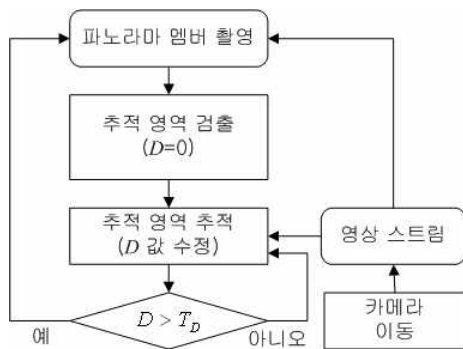 파노라마 멤버 촬영
추적 영역 검출
(D=0)
추적 영역 추적
(D 값 수정)
영상 스트림
D > T_D
예
아니오
카메라
이동